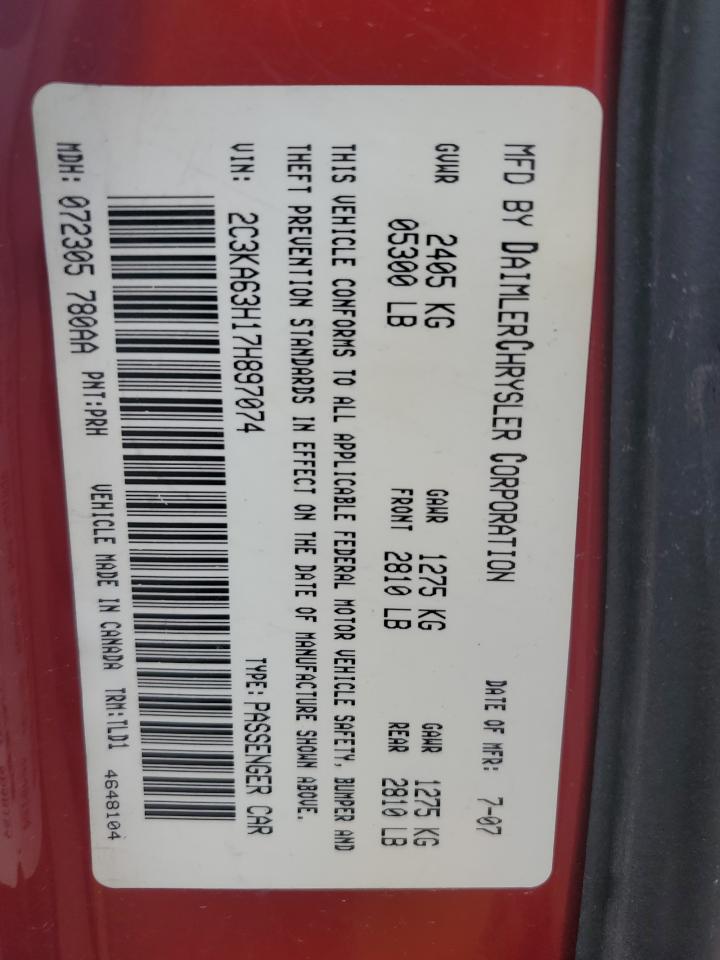 MFD BY DAIMLERCHRYSLER CORPORATION DATE OF MFR: 7-07
GVWR 2405 KG GAWR 1275 KG GAWR 1275 KG
05300 LB FRONT 2810 LB REAR 2810 LB
THIS VEHICLE CONFORMS TO ALL APPLICABLE FEDERAL MOTOR VEHICLE SAFETY, BUMPER AND
THEFT PREVENTION STANDARDS IN EFFECT ON THE DATE OF MANUFACTURE SHOWN ABOVE.
VIN: 2C3KA63H17H897074 TYPE: PASSENGER CAR
MDH: 072305 780AA PNT:PRH VEHICLE MADE IN CANADA TRM:TLD1 4648104